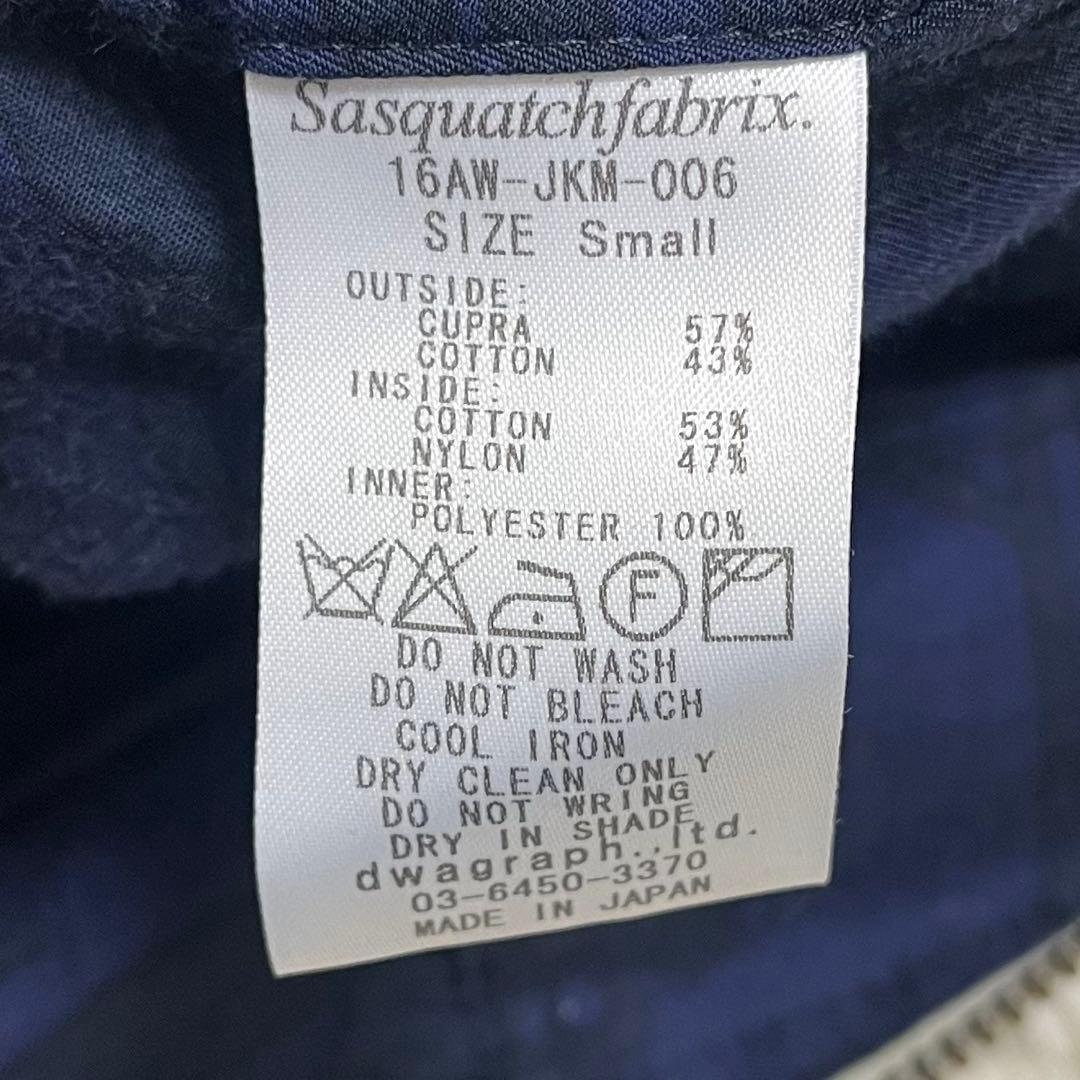 Sasquatchfabrix.
16AW-JKM-006
SIZE Small
OUTSIDE:
CUPRA 57%
COTTON 43%
INSIDE:
COTTON 53%
NYLON 47%
INNER:
POLYESTER 100%
F
DO NOT WASH
DO NOT BLEACH
COOL IRON
DRY CLEAN ONLY
DO NOT WRING
DRY IN SHADE
dwagraph.,ltd.
03-6450-3370
MADE IN JAPAN